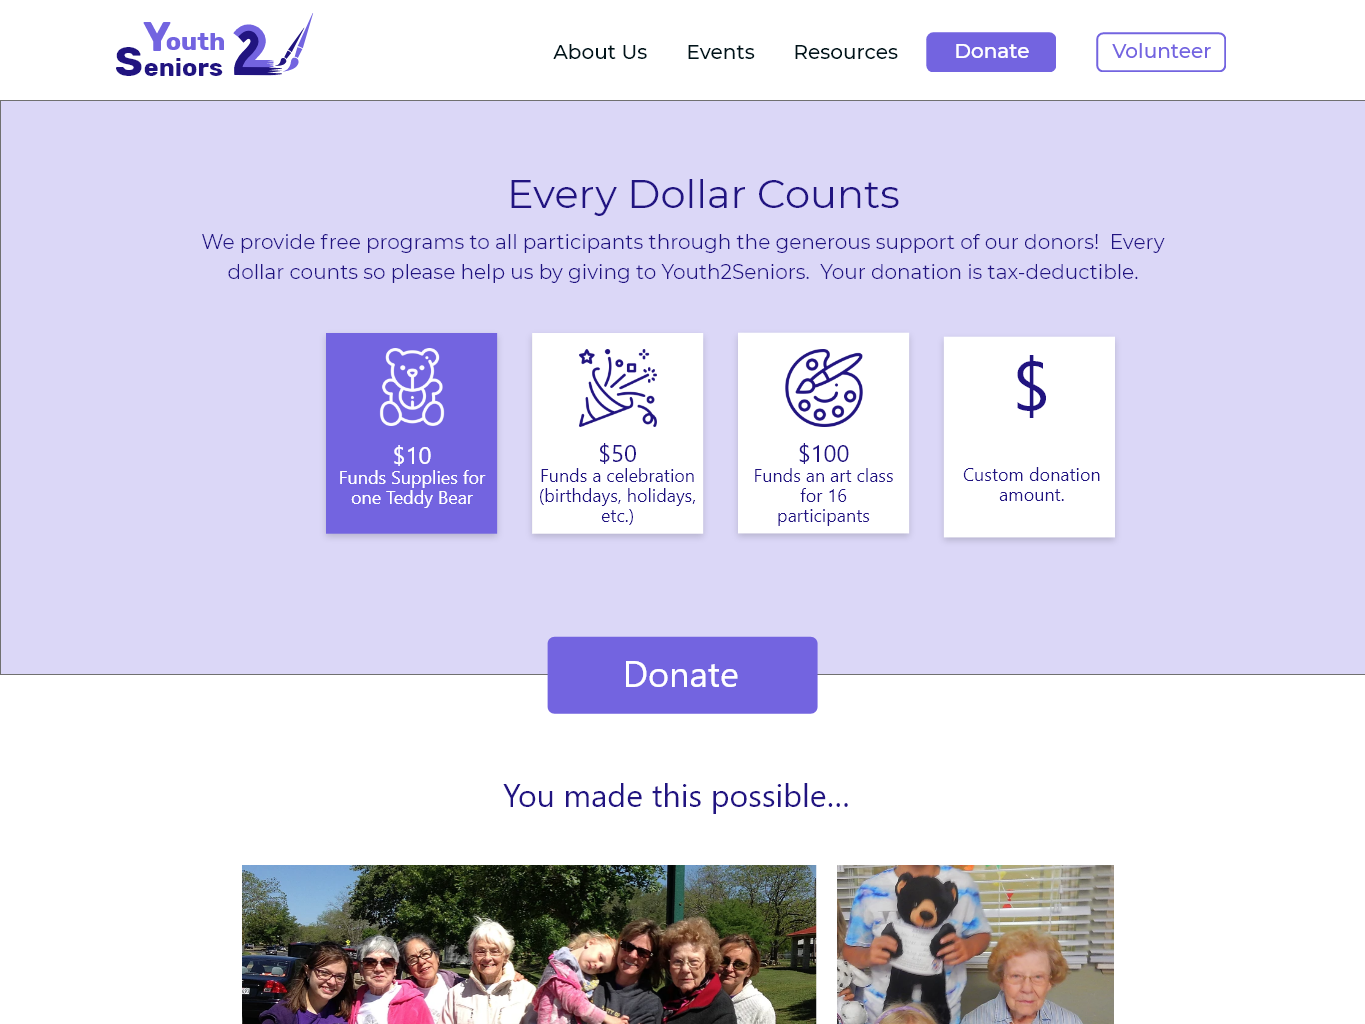 Youth 2
Seniors
About Us
Events
Resources
Donate
Volunteer
Every Dollar Counts
We provide free programs to all participants through the generous support of our donors!  Every
dollar counts so please help us by giving to Youth2Seniors.  Your donation is tax-deductible.
$10
Funds Supplies for
one Teddy Bear
$50
Funds a celebration
(birthdays, holidays,
etc.)
$100
Funds an art class
for 16
participants
$
Custom donation
amount.
Donate
You made this possible...